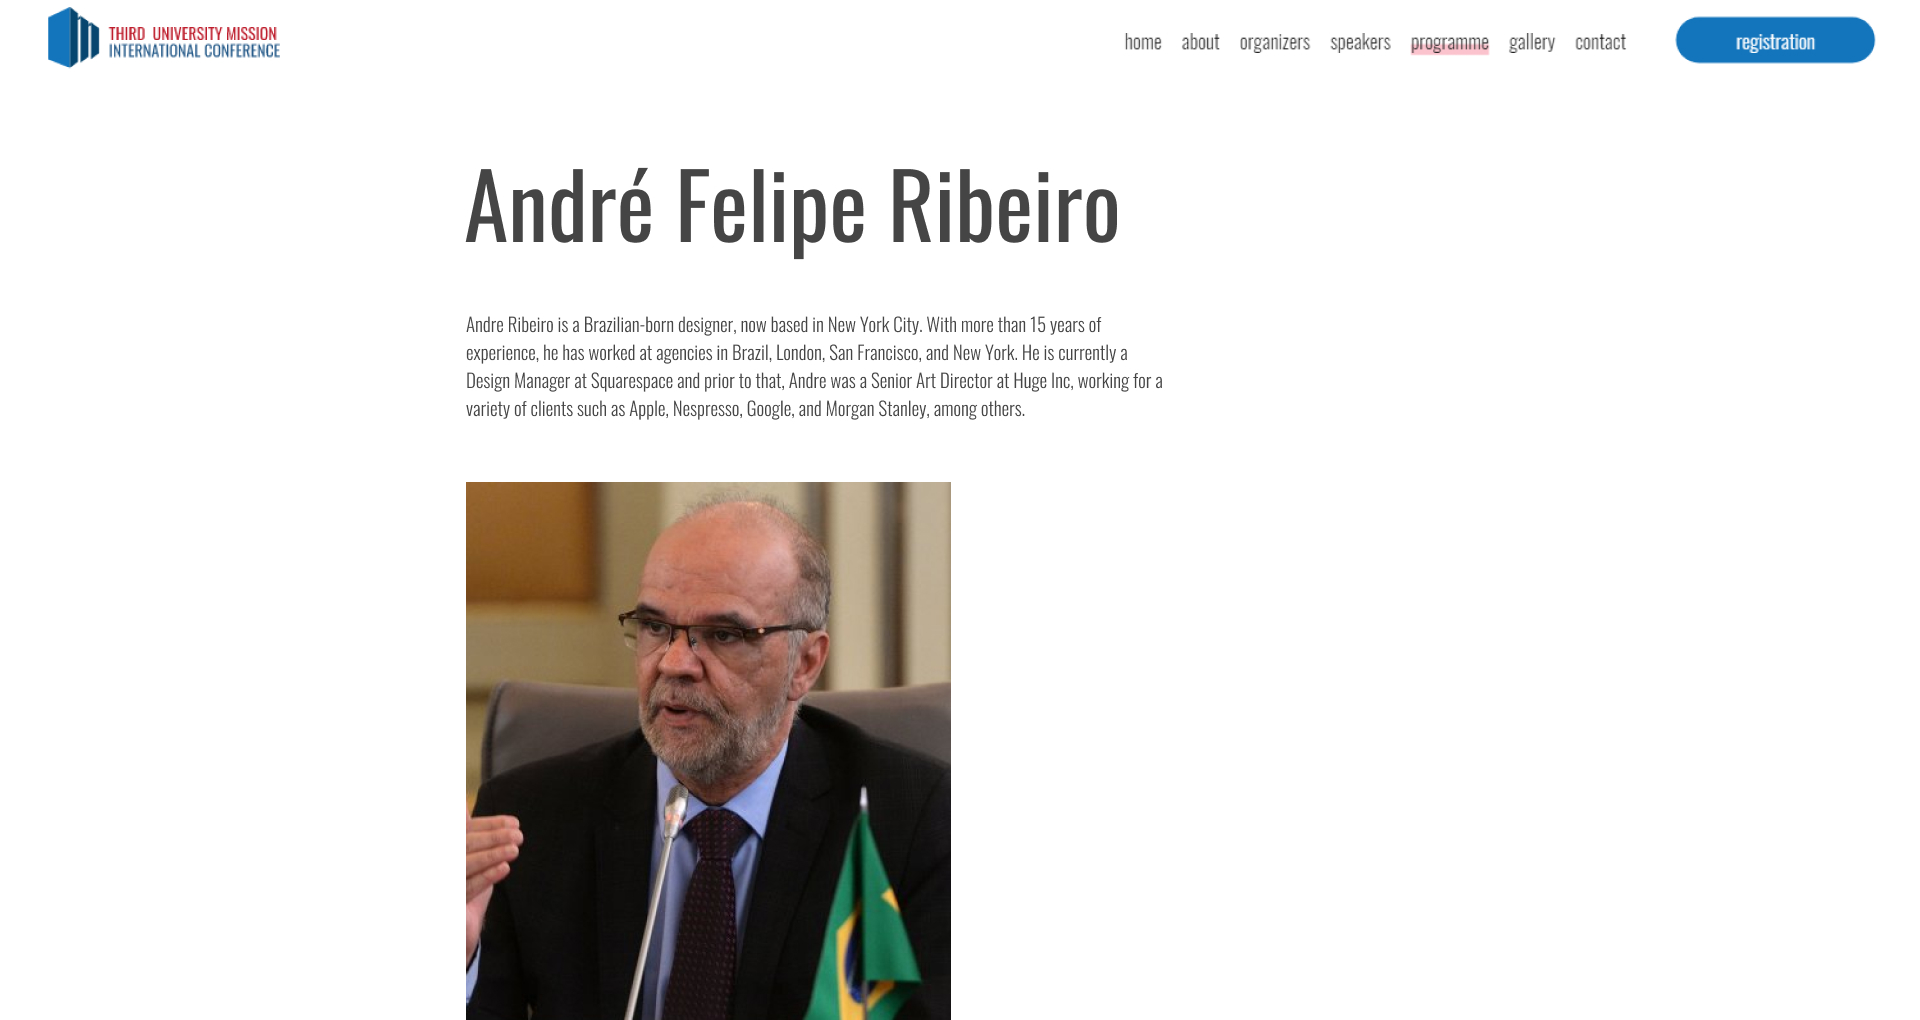 THIRD UNIVERSITY MISSION
INTERNATIONAL CONFERENCE
home about organizers speakers programme gallery contact registration
André Felipe Ribeiro
Andre Ribeiro is a Brazilian-born designer, now based in New York City. With more than 15 years of
experience, he has worked at agencies in Brazil, London, San Francisco, and New York. He is currently a
Design Manager at Squarespace and prior to that, Andre was a Senior Art Director at Huge Inc, working for a
variety of clients such as Apple, Nespresso, Google, and Morgan Stanley, among others.